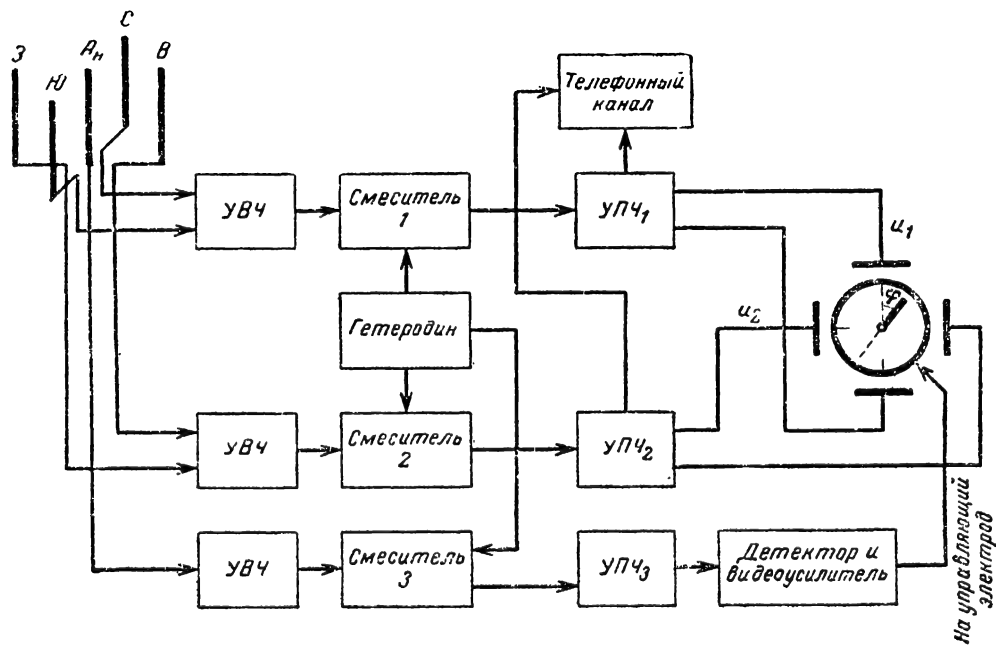 З
Ю
Ан
С
В
Телефонный
канал
УВЧ
Смеситель
1
УПЧ1
u1
Гетеродин
φ
u2
УВЧ
Смеситель
2
УПЧ2
УВЧ
Смеситель
3
УПЧ3
Детектор и
видеоусилитель
На управляющий
электрод